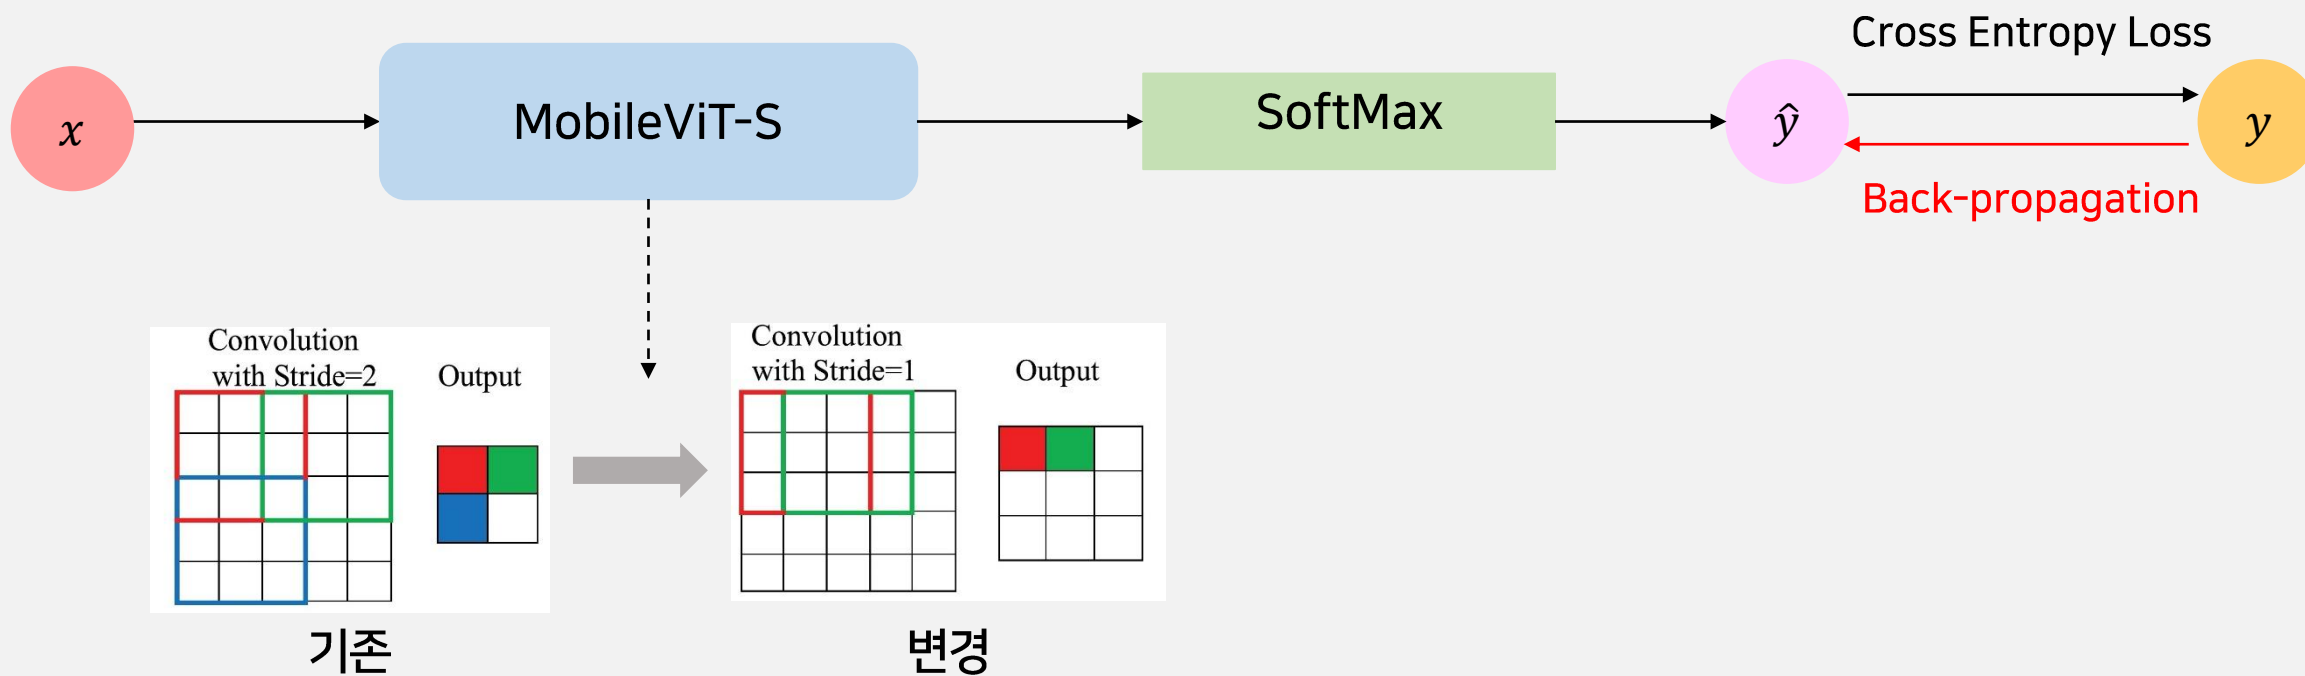 Cross Entropy Loss
x
MobileViT-S
SoftMax
ŷ
y
Back-propagation
Convolution
with Stride=2
Output
Convolution
with Stride=1
Output
기존
변경